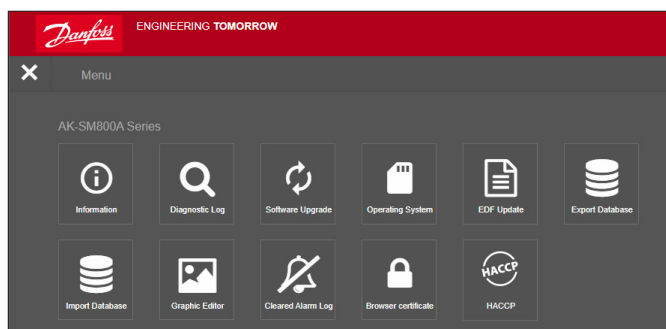 Danfoss
ENGINEERING TOMORROW
Menu
AK-SM800A Series
Information
Diagnostic Log
Software Upgrade
Operating System
EDF Update
Export Database
Import Database
Graphic Editor
Cleared Alarm Log
Browser certificate
HACCP
HACCP